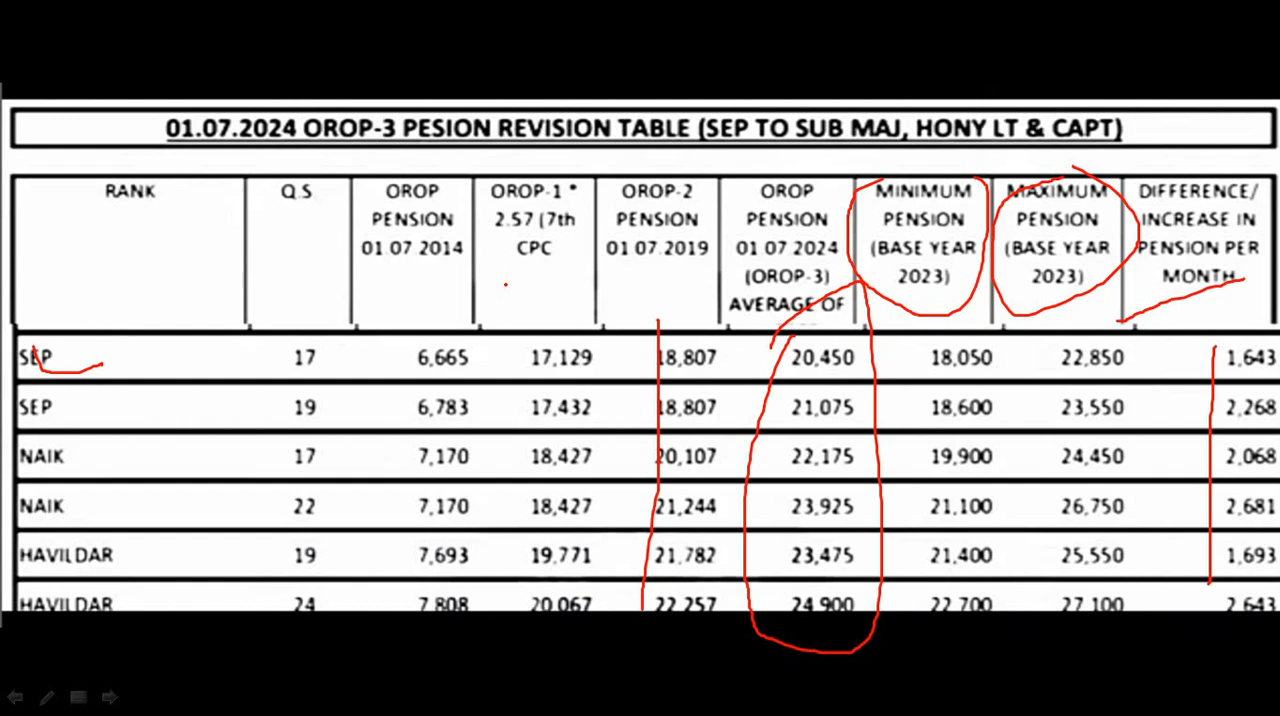 01.07.2024 OROP-3 PESION REVISION TABLE (SEP TO SUB MAJ, HONY LT & CAPT)
RANK Q.S. OROP PENSION 01.07.2014 OROP-1 * 2.57 (7th CPC OROP-2 PENSION 01.07.2019 OROP PENSION 01.07.2024 (OROP-3) AVERAGE OF MINIMUM PENSION (BASE YEAR 2023) MAXIMUM PENSION (BASE YEAR 2023) DIFFERENCE/ INCREASE IN PENSION PER MONTH
SEP 17 6,665 17,129 18,807 20,450 18,050 22,850 1,643
SEP 19 6,783 17,432 18,807 21,075 18,600 23,550 2,268
NAIK 17 7,170 18,427 20,107 22,175 19,900 24,450 2,068
NAIK 22 7,170 18,427 21,244 23,925 21,100 26,750 2,681
HAVILDAR 19 7,693 19,771 21,782 23,475 21,400 25,550 1,693
HAVILDAR 24 7,808 20,067 22,257 24,900 22,700 27,100 2,643